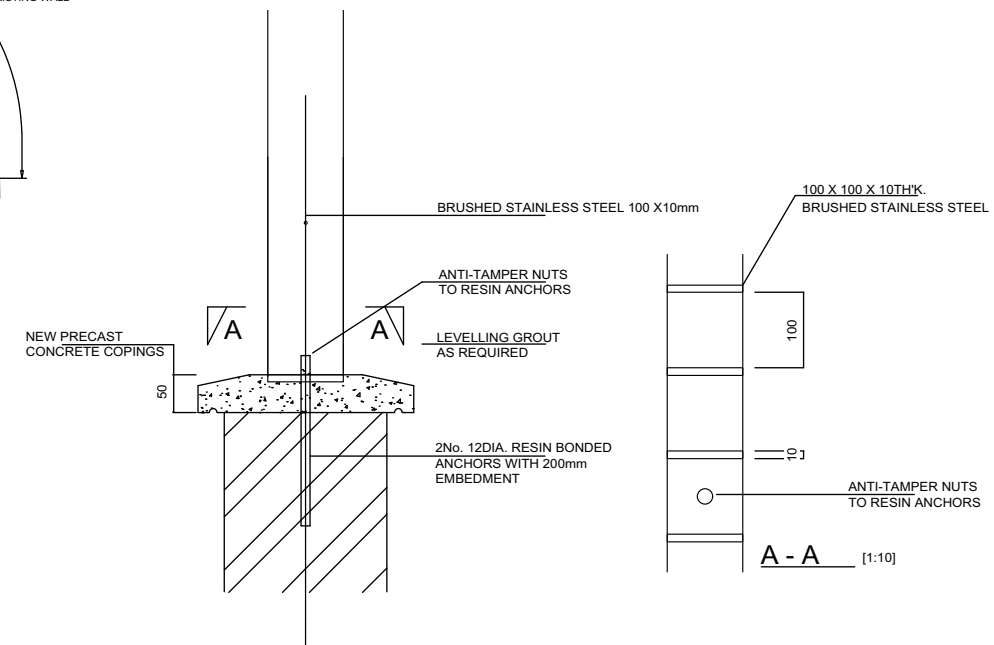 BRUSHED STAINLESS STEEL 100 X10mm
ANTI-TAMPER NUTS
TO RESIN ANCHORS
A
A
NEW PRECAST
CONCRETE COPINGS
LEVELLING GROUT
AS REQUIRED
50
2No. 12DIA. RESIN BONDED
ANCHORS WITH 200mm
EMBEDMENT
100 X 100 X 10TH'K.
BRUSHED STAINLESS STEEL
100
10
ANTI-TAMPER NUTS
TO RESIN ANCHORS
A - A
[1:10]